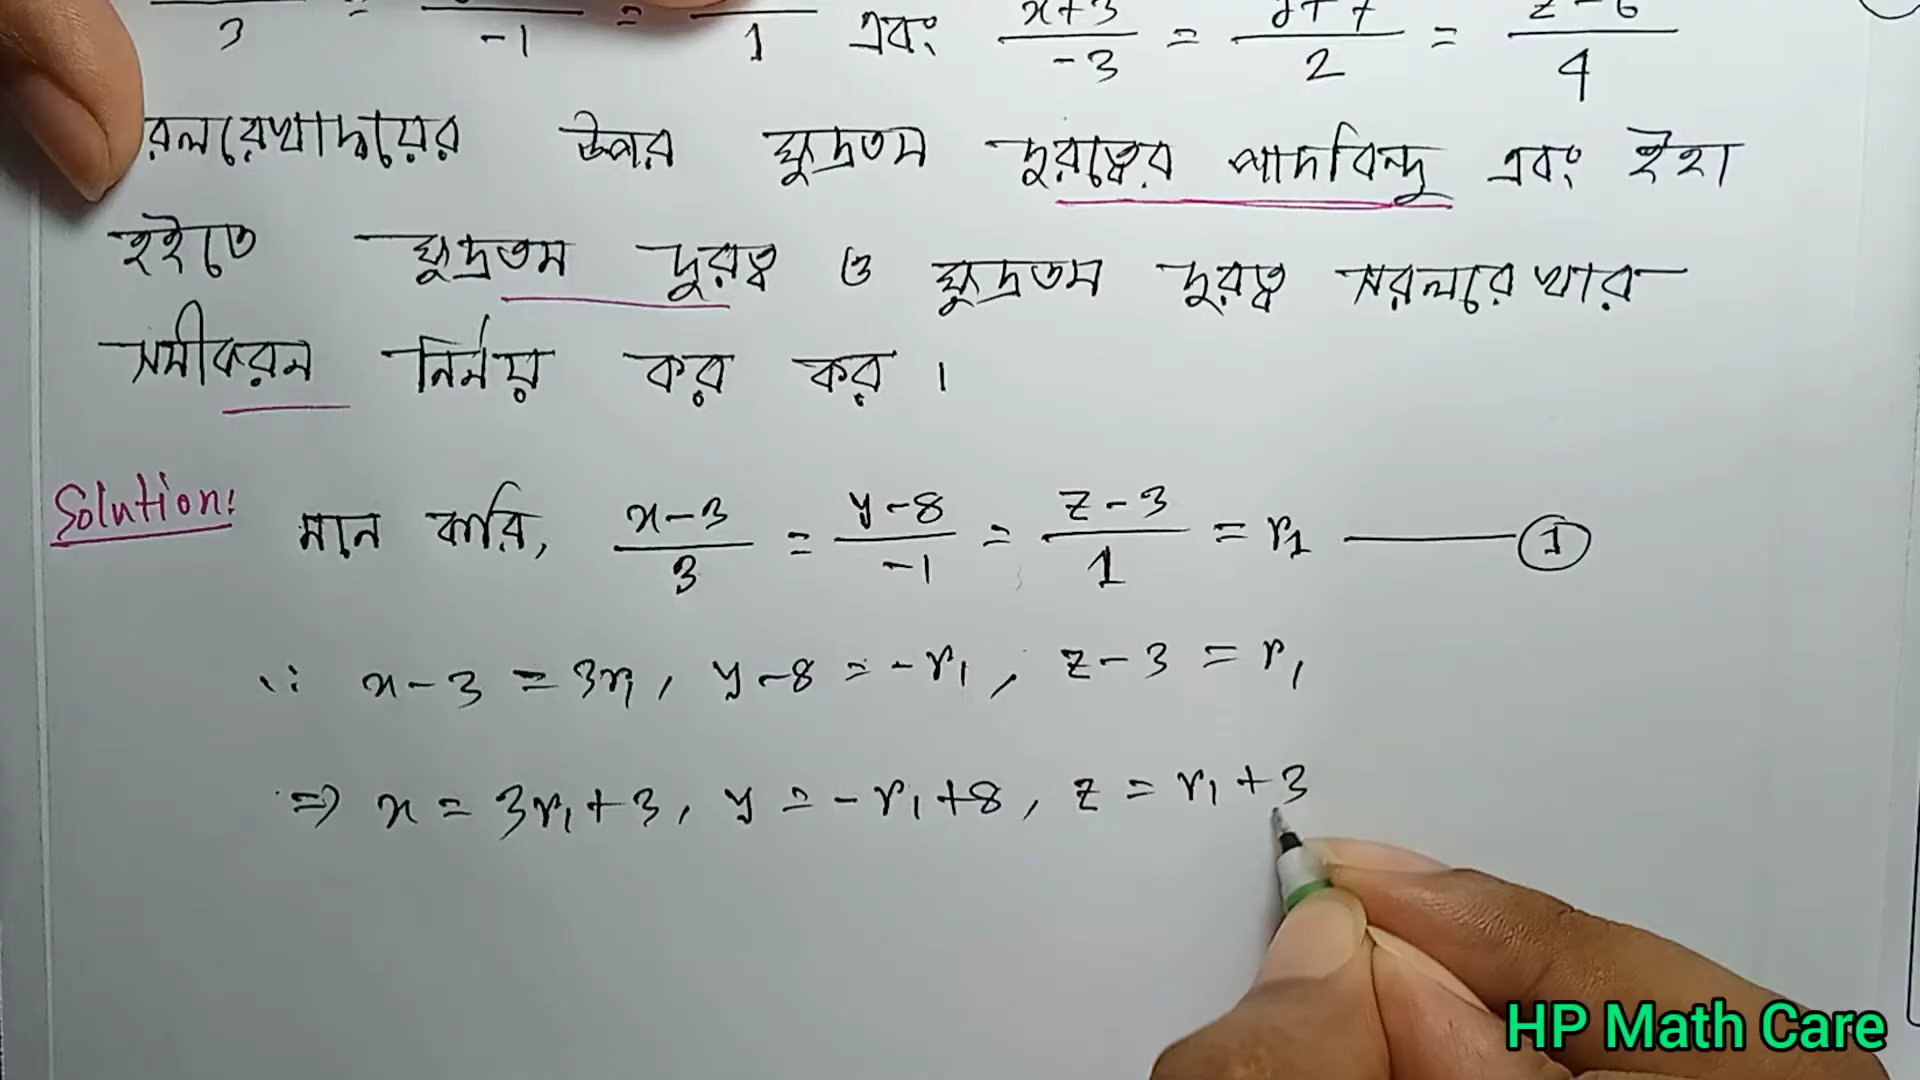 3 = -1 = 1 এবং x+3/-3 = y+7/2 = z-6/4
রলরেখাদ্বয়ের উপর ক্ষুদ্রতম দুরত্বের পাদবিন্দু এবং ইহা
হইতে ক্ষুদ্রতম দুরত্ব ও ক্ষুদ্রতম দুরত্ব সরলরেখার
সমীকরন নির্নয় কর কর ।
Solution: মনে করি, x-3/3 = y-8/-1 = z-3/1 = r1 —— 1
∴ x-3 = 3r1, y-8 = -r1, z-3 = r1
⇒ x = 3r1+3, y = -r1+8, z = r1+3
HP Math Care